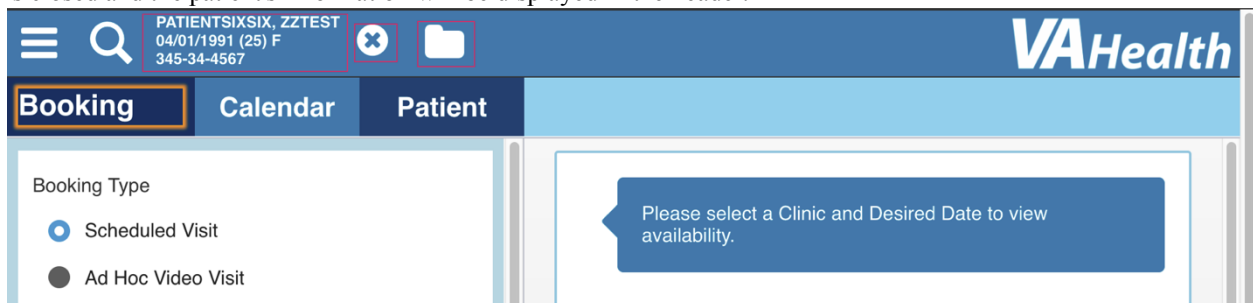 PATIENTSIXSIX, ZZTEST
04/01/1991 (25) F
345-34-4567
VAHealth
Booking
Calendar
Patient
Booking Type
Scheduled Visit
Ad Hoc Video Visit
Please select a Clinic and Desired Date to view
availability.